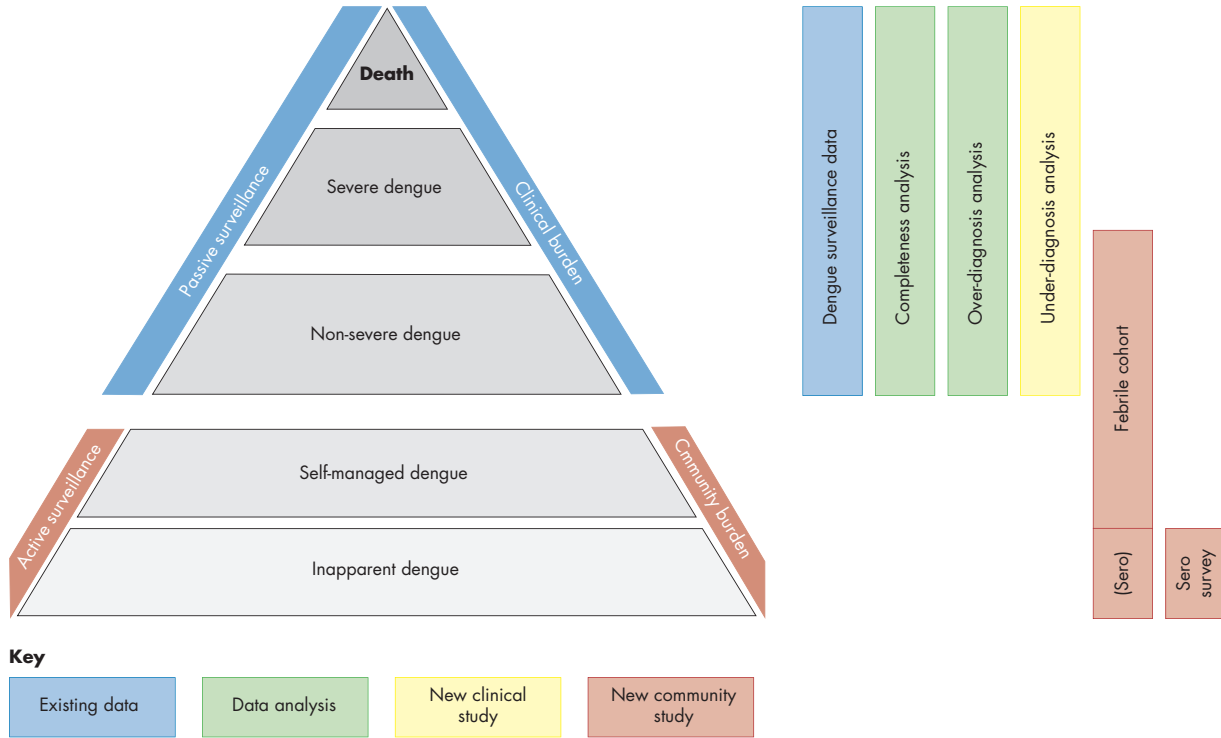 Death
Severe dengue
Non-severe dengue
Self-managed dengue
Inapparent dengue
Passive surveillance
Clinical burden
Active surveillance
Cmmunity burden
Dengue surveillance data
Completeness analysis
Over-diagnosis analysis
Under-diagnosis analysis
Febrile cohort
(Sero)
Sero
survey
Key
Existing data
Data analysis
New clinical
study
New community
study